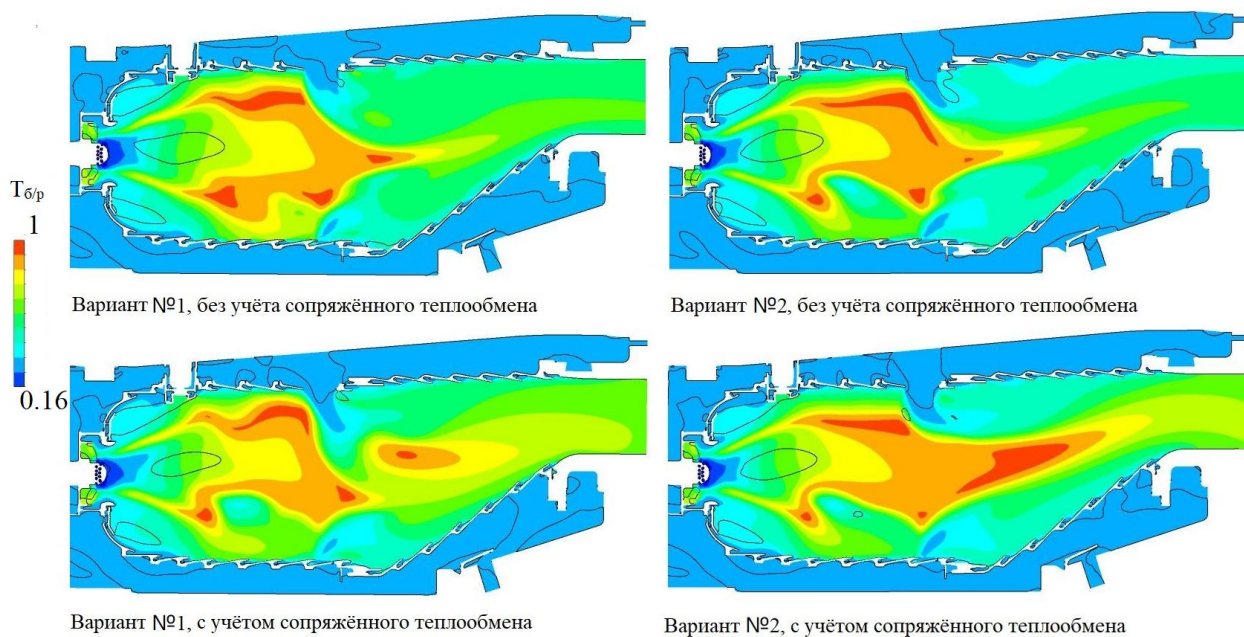 Tб/р
1
0.16
Вариант №1, без учёта сопряжённого теплообмена
Вариант №2, без учёта сопряжённого теплообмена
Вариант №1, с учётом сопряжённого теплообмена
Вариант №2, с учётом сопряжённого теплообмена